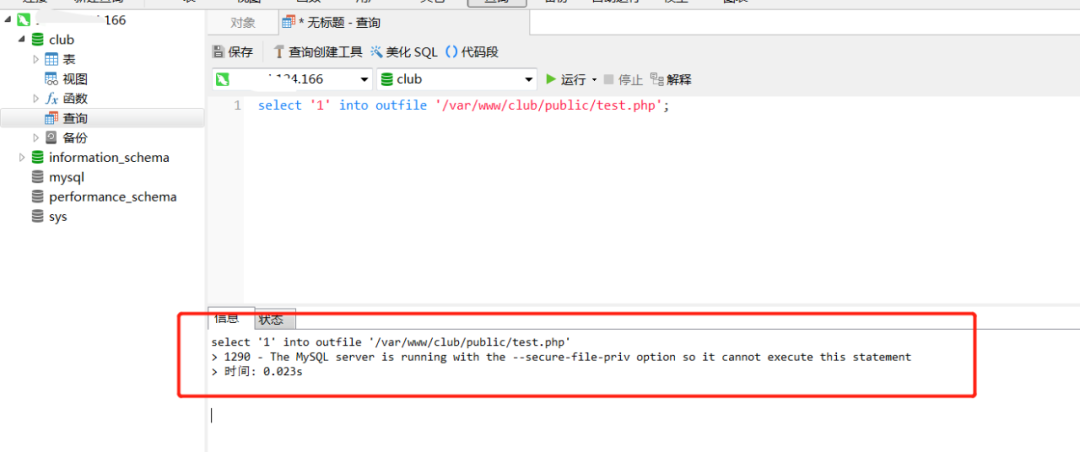 .166
对象
* 无标题 - 查询
club
表
视图
函数
查询
备份
information_schema
mysql
performance_schema
sys
保存
查询创建工具
美化 SQL
() 代码段
club
运行
停止
解释
1 select '1' into outfile '/var/www/club/public/test.php';
信息
状态
select '1' into outfile '/var/www/club/public/test.php'
> 1290 - The MySQL server is running with the --secure-file-priv option so it cannot execute this statement
> 时间: 0.023s